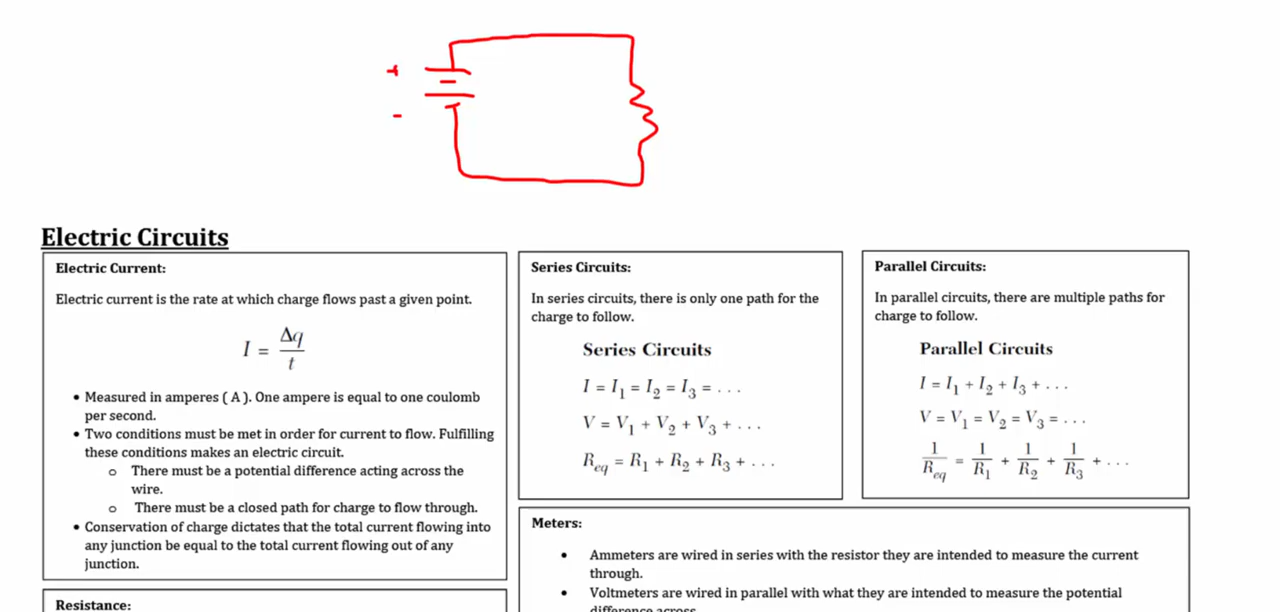 +
-
Electric Circuits
Electric Current:
Electric current is the rate at which charge flows past a given point.
I = Δq / t
• Measured in amperes ( A ). One ampere is equal to one coulomb
per second.
• Two conditions must be met in order for current to flow. Fulfilling
these conditions makes an electric circuit.
o There must be a potential difference acting across the
wire.
o There must be a closed path for charge to flow through.
• Conservation of charge dictates that the total current flowing into
any junction be equal to the total current flowing out of any
junction.
Resistance:
Series Circuits:
In series circuits, there is only one path for the
charge to follow.
Series Circuits
I = I₁ = I₂ = I₃ = . . .
V = V₁ + V₂ + V₃ + . . .
R_eq = R₁ + R₂ + R₃ + . . .
Parallel Circuits:
In parallel circuits, there are multiple paths for
charge to follow.
Parallel Circuits
I = I₁ + I₂ + I₃ + . . .
V = V₁ = V₂ = V₃ = . . .
1/R_eq = 1/R₁ + 1/R₂ + 1/R₃ + . . .
Meters:
• Ammeters are wired in series with the resistor they are intended to measure the current
through.
• Voltmeters are wired in parallel with what they are intended to measure the potential
difference across.